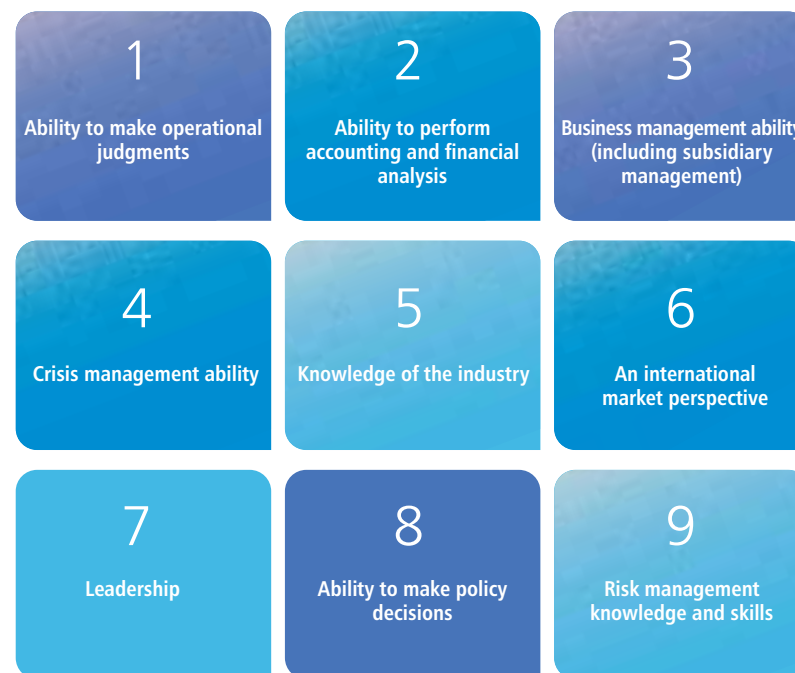 1
Ability to make operational
judgments
2
Ability to perform
accounting and financial
analysis
3
Business management ability
(including subsidiary
management)
4
Crisis management ability
5
Knowledge of the industry
6
An international
market perspective
7
Leadership
8
Ability to make policy
decisions
9
Risk management
knowledge and skills